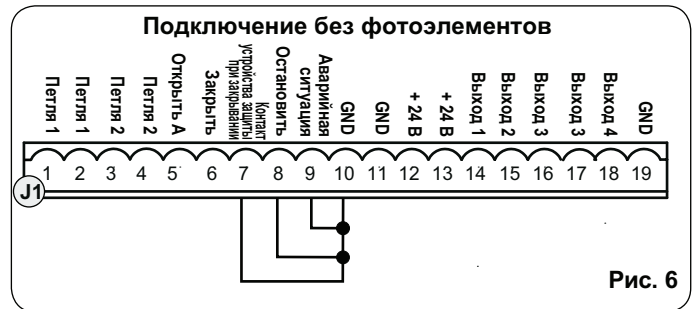 Подключение без фотоэлементов
Петля 1
Петля 1
Петля 2
Петля 2
Открыть А
Закрыть
Контакт
устройства защиты
при закрывании
Остановить
Аварийная
ситуация
GND
GND
+ 24 В
+ 24 В
Выход 1
Выход 2
Выход 3
Выход 3
Выход 4
GND
J1
1 2 3 4 5 6 7 8 9 10 11 12 13 14 15 16 17 18 19
Рис. 6